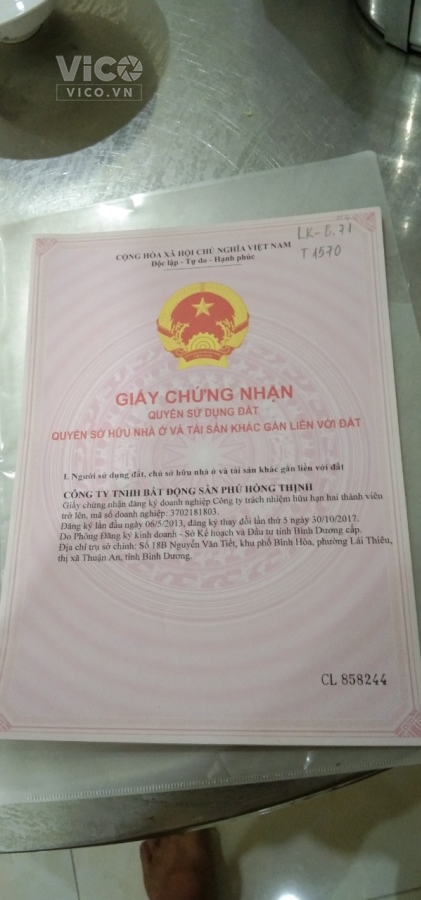 ViCO
VICO.VN
LK-E.71
T 1570
CỘNG HÒA XÃ HỘI CHỦ NGHĨA VIỆT NAM
Độc lập - Tự do - Hạnh phúc
GIẤY CHỨNG NHẬN
QUYỀN SỬ DỤNG ĐẤT
QUYỀN SỞ HỮU NHÀ Ở VÀ TÀI SẢN KHÁC GẮN LIỀN VỚI ĐẤT
I. Người sử dụng đất, chủ sở hữu nhà ở và tài sản khác gắn liền với đất
CÔNG TY TNHH BẤT ĐỘNG SẢN PHÚ HỒNG THỊNH
Giấy chứng nhận đăng ký doanh nghiệp Công ty trách nhiệm hữu hạn hai thành viên
trở lên, mã số doanh nghiệp: 3702181803.
Đăng ký lần đầu ngày 06/5/2013, đăng ký thay đổi lần thứ 5 ngày 30/10/2017.
Do Phòng Đăng ký kinh doanh - Sở Kế hoạch và Đầu tư tỉnh Bình Dương cấp.
Địa chỉ trụ sở chính: Số 18B Nguyễn Văn Tiết, khu phố Bình Hòa, phường Lái Thiêu,
thị xã Thuận An, tỉnh Bình Dương.
CL 858244